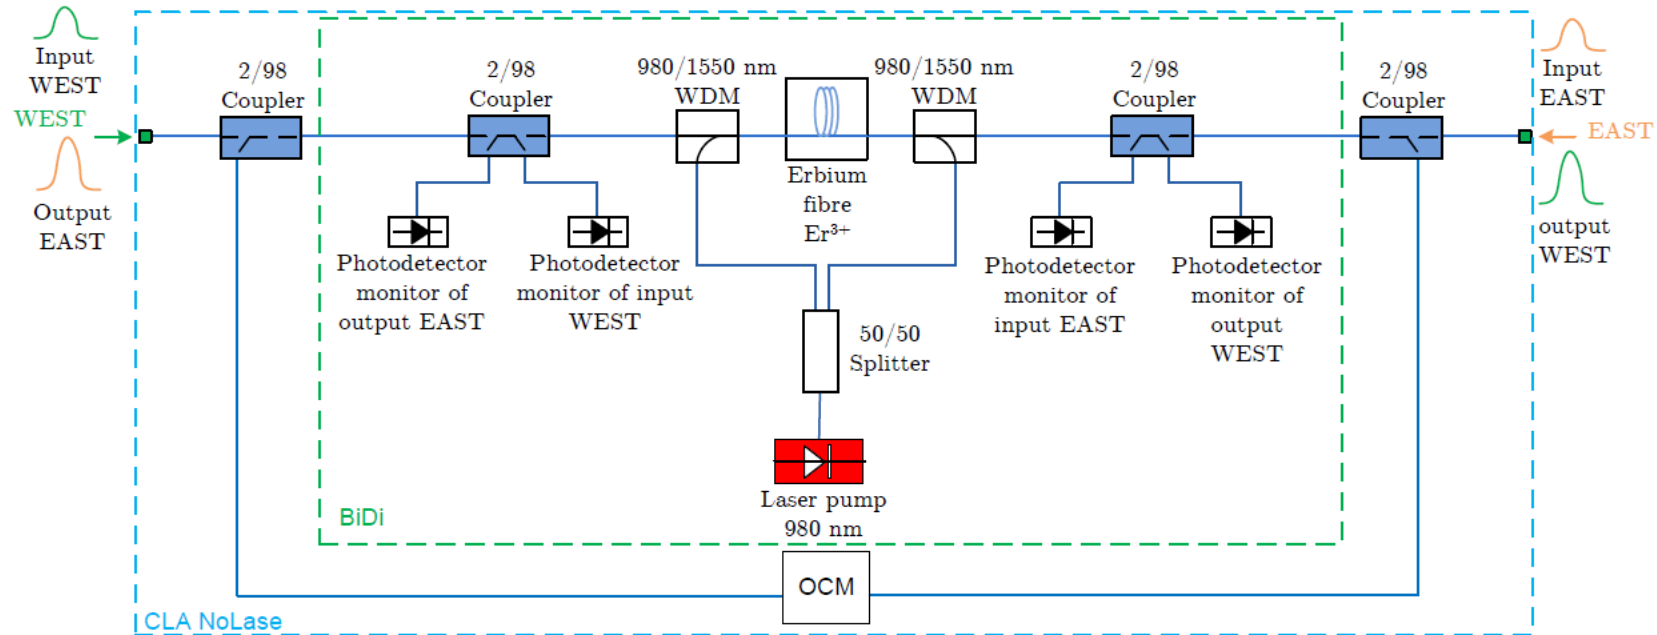 Input
WEST
WEST
Output
EAST
2/98
Coupler
2/98
Coupler
980/1550 nm
WDM
980/1550 nm
WDM
2/98
Coupler
2/98
Coupler
Input
EAST
EAST
output
WEST
Erbium
fibre
Er³⁺
Photodetector
monitor of
output EAST
Photodetector
monitor of input
WEST
Photodetector
monitor of
input EAST
Photodetector
monitor of
output
WEST
50/50
Splitter
Laser pump
980 nm
BiDi
OCM
CLA NoLase